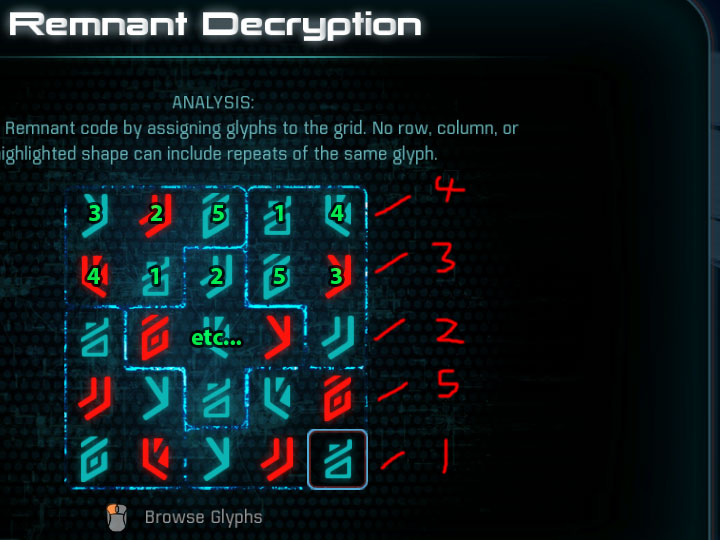 Remnant Decryption
ANALYSIS:
Remnant code by assigning glyphs to the grid. No row, column, or
ighlighted shape can include repeats of the same glyph.
3 2 5 1 4 4
4 1 2 5 3 3
etc... 2
5
1
Browse Glyphs